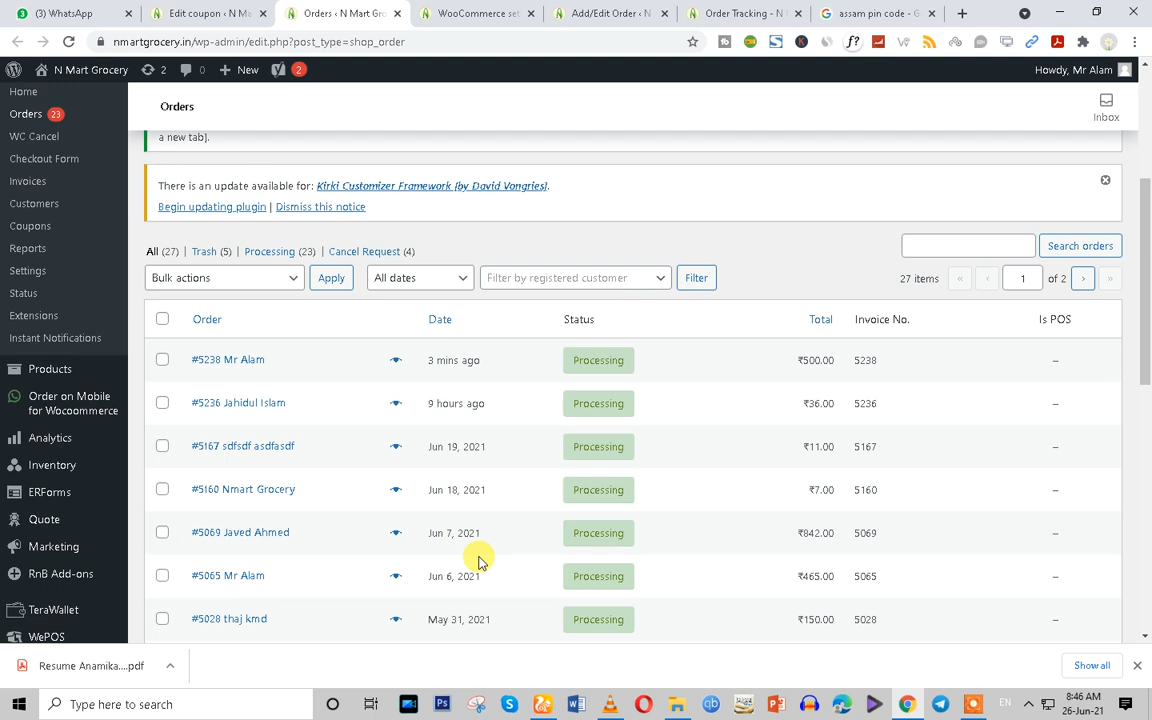 (3) WhatsApp
Edit coupon ‹ N Me
Orders ‹ N Mart Gro
WooCommerce set
Add/Edit Order ‹ N
Order Tracking – N
assam pin code - G
nmartgrocery.in/wp-admin/edit.php?post_type=shop_order
N Mart Grocery
2
0
New
2
Howdy, Mr Alam
Home
Orders 23
WC Cancel
Checkout Form
Invoices
Customers
Coupons
Reports
Settings
Status
Extensions
Instant Notifications
Products
Order on Mobile
for Wocoommerce
Analytics
Inventory
ERForms
Quote
Marketing
RnB Add-ons
TeraWallet
WePOS
Orders
Inbox
a new tab].
There is an update available for: Kirki Customizer Framework [by David Vongries].
Begin updating plugin | Dismiss this notice
All (27) | Trash (5) | Processing (23) | Cancel Request (4)
Search orders
Bulk actions Apply All dates Filter by registered customer Filter
27 items « ‹ 1 of 2 › »
Order Date Status Total Invoice No. Is POS
#5238 Mr Alam 3 mins ago Processing ₹500.00 5238 –
#5236 Jahidul Islam 9 hours ago Processing ₹36.00 5236 –
#5167 sdfsdf asdfasdf Jun 19, 2021 Processing ₹11.00 5167 –
#5160 Nmart Grocery Jun 18, 2021 Processing ₹7.00 5160 –
#5069 Javed Ahmed Jun 7, 2021 Processing ₹842.00 5069 –
#5065 Mr Alam Jun 6, 2021 Processing ₹465.00 5065 –
#5028 thaj kmd May 31, 2021 Processing ₹150.00 5028 –
Resume Anamika....pdf
Show all
Type here to search
EN
8:46 AM
26-Jun-21